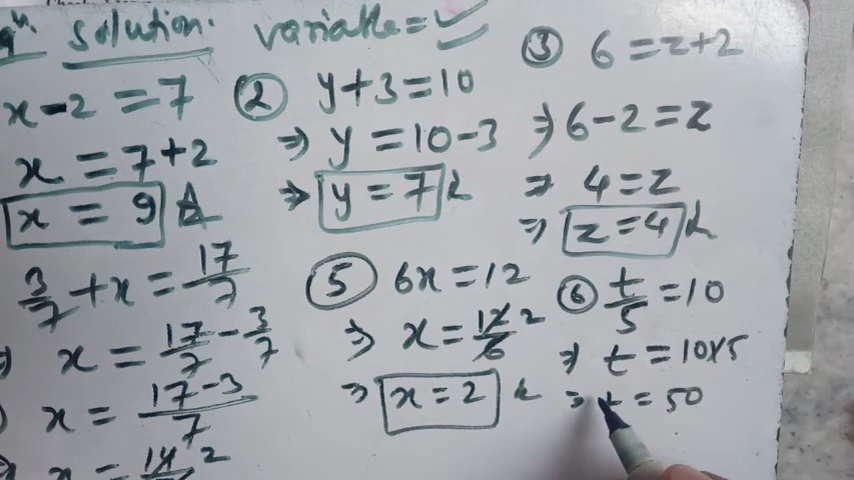 solution. variable =
x - 2 = 7
x = 7 + 2
x = 9
② y + 3 = 10
⇒ y = 10 - 3
⇒ y = 7
③ 6 = z + 2
⇒ 6 - 2 = z
⇒ 4 = z
⇒ z = 4
3/7 + x = 17/7
x = 17/7 - 3/7
x = 17 - 3/7
x = 14 2
⑤ 6x = 12
⇒ x = 12/6 2
⇒ x = 2
⑥ t/5 = 10
⇒ t = 10×5
⇒ t = 50